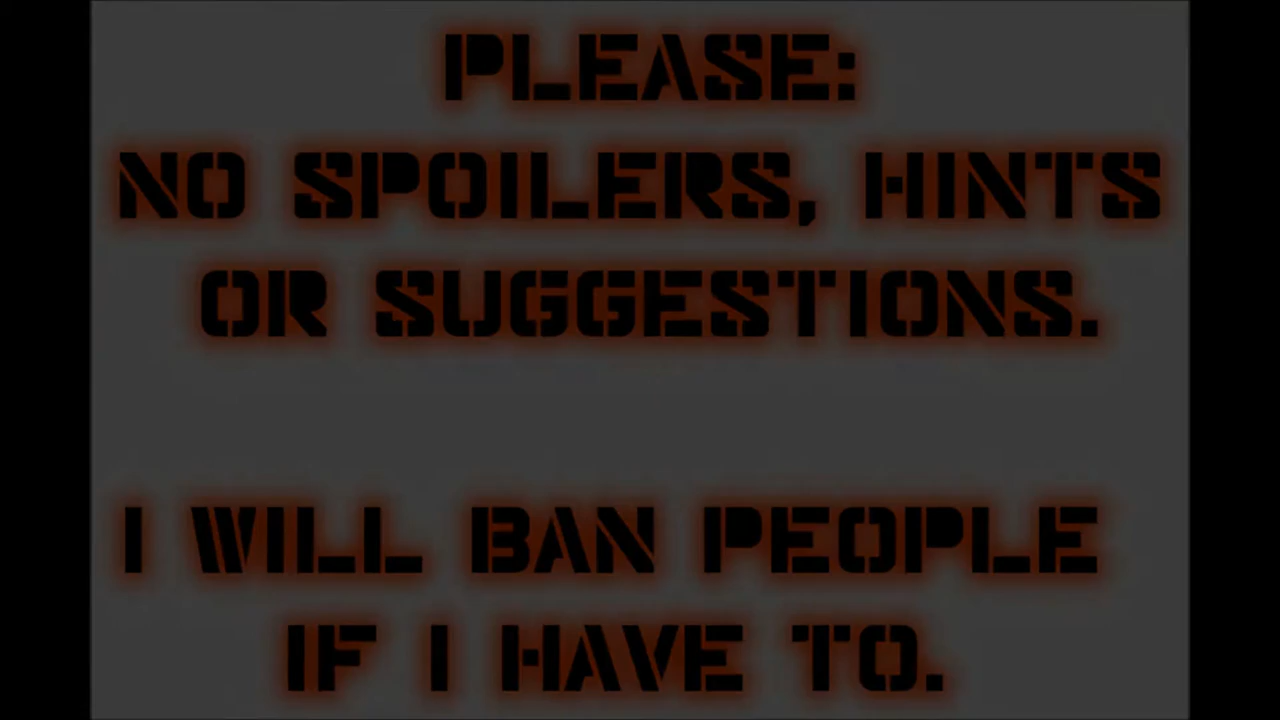 PLEASE:
NO SPOILERS, HINTS
OR SUGGESTIONS.
I WILL BAN PEOPLE
IF I HAVE TO.